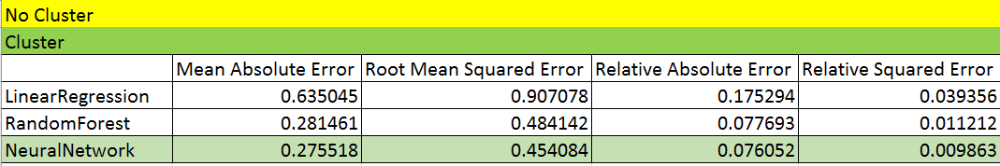 No Cluster
Cluster
Mean Absolute Error Root Mean Squared Error Relative Absolute Error Relative Squared Error
LinearRegression 0.635045 0.907078 0.175294 0.039356
RandomForest 0.281461 0.484142 0.077693 0.011212
NeuralNetwork 0.275518 0.454084 0.076052 0.009863